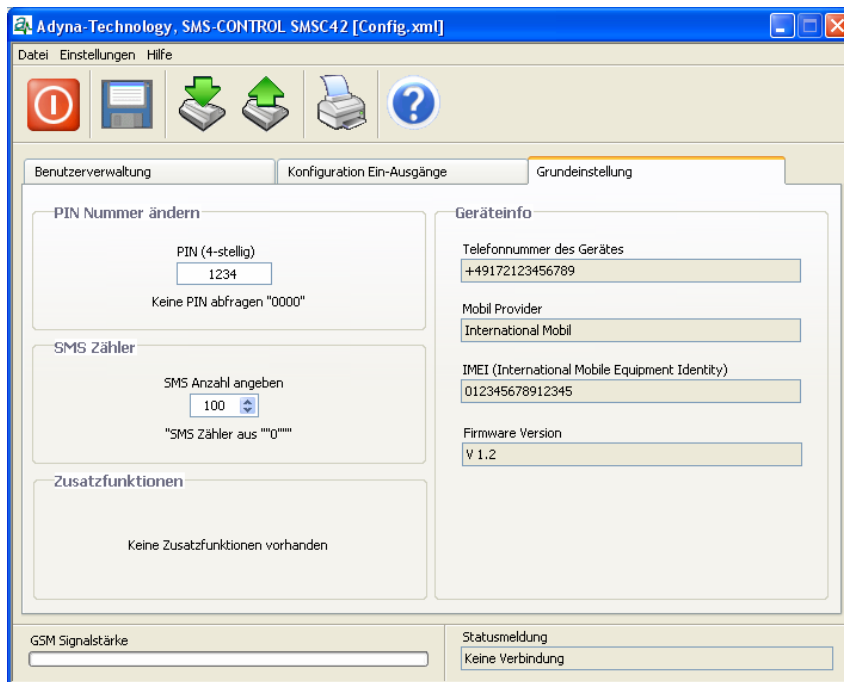 Adyna-Technology, SMS-CONTROL SMSC42 [Config.xml]
Datei Einstellungen Hilfe
Benutzerverwaltung
Konfiguration Ein-Ausgänge
Grundeinstellung
PIN Nummer ändern
PIN (4-stellig)
1234
Keine PIN abfragen "0000"
SMS Zähler
SMS Anzahl angeben
100
"SMS Zähler aus ""0"""
Zusatzfunktionen
Keine Zusatzfunktionen vorhanden
Geräteinfo
Telefonnummer des Gerätes
+49172123456789
Mobil Provider
International Mobil
IMEI (International Mobile Equipment Identity)
012345678912345
Firmware Version
V 1.2
GSM Signalstärke
Statusmeldung
Keine Verbindung